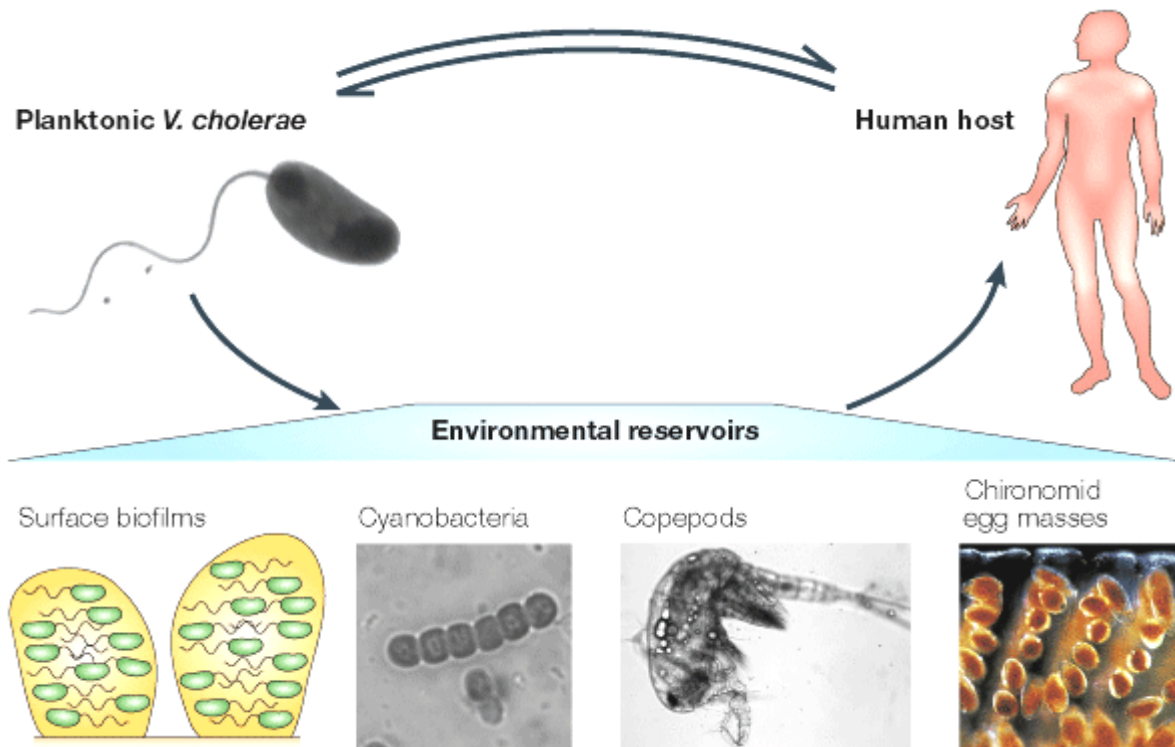 Planktonic V. cholerae
Human host
Environmental reservoirs
Surface biofilms
Cyanobacteria
Copepods
Chironomid
egg masses